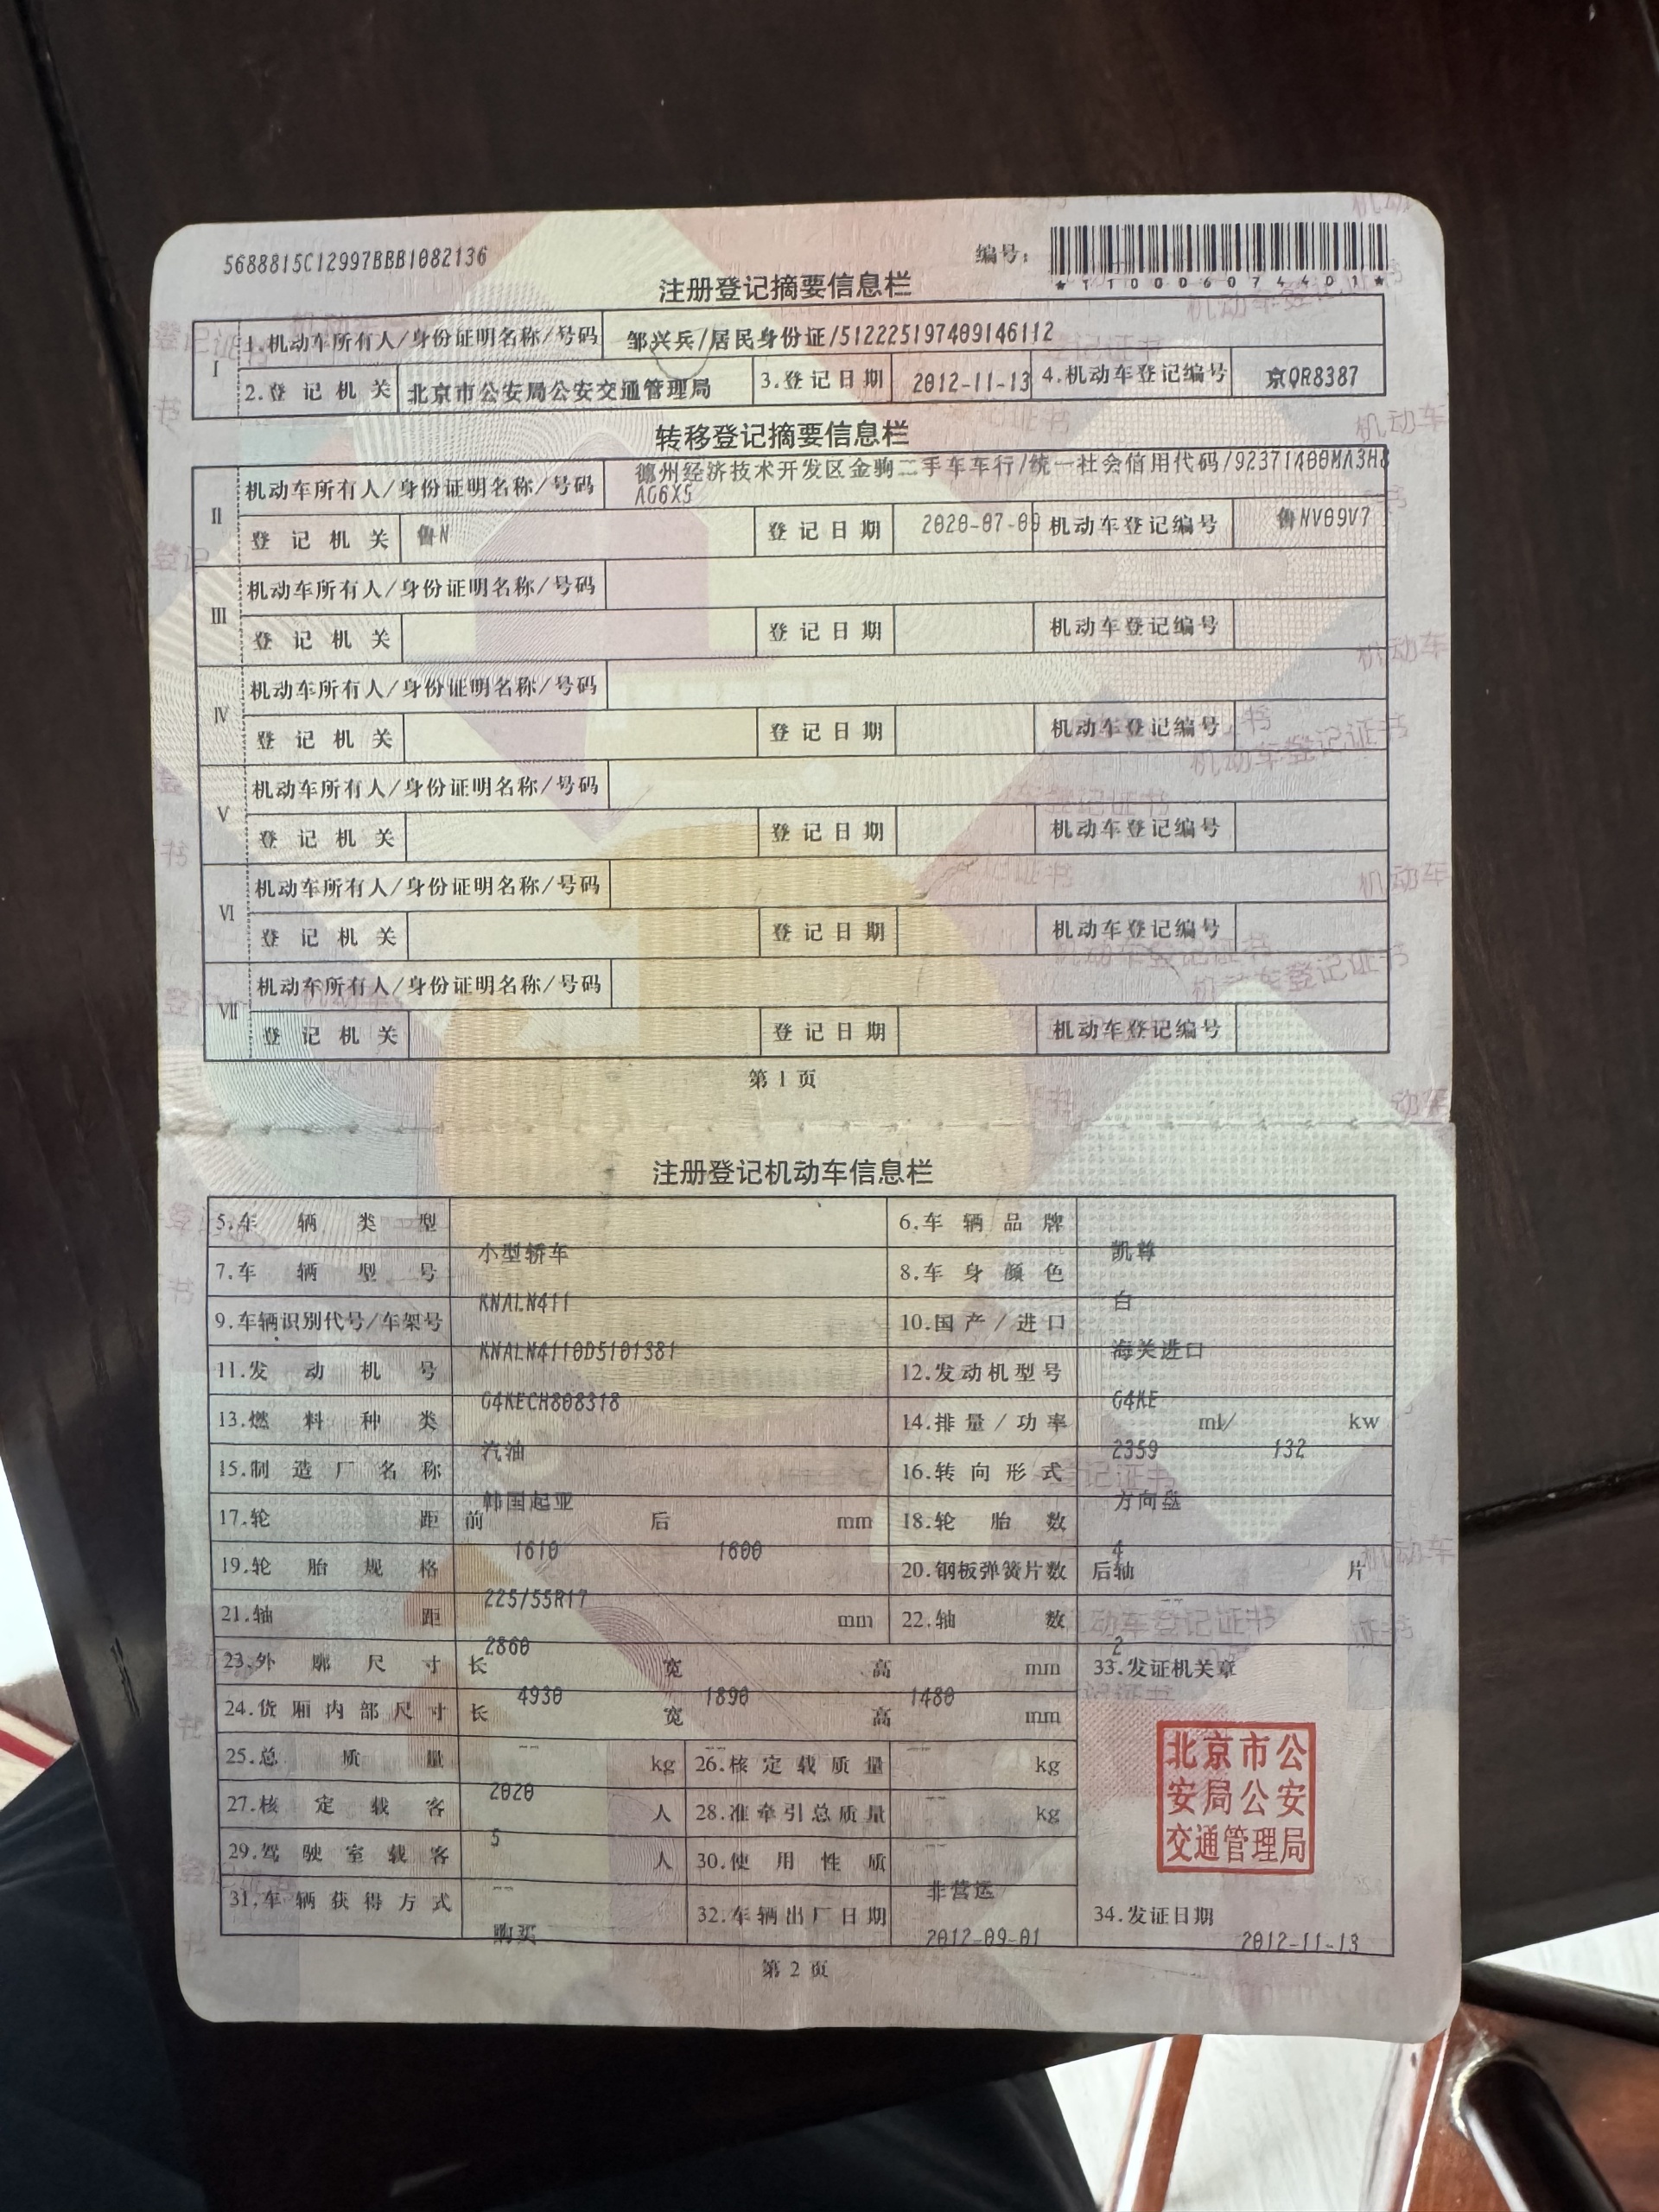 5688815C12997BBB1082136
编号：
*110006074401*
注册登记摘要信息栏
Ⅰ 1.机动车所有人/身份证明名称/号码 邹兴兵/居民身份证/512225197409146112
2.登记机关 北京市公安局公安交通管理局 3.登记日期 2012-11-13 4.机动车登记编号 京QR8387
转移登记摘要信息栏
Ⅱ 机动车所有人/身份证明名称/号码 德州经济技术开发区金驹二手车车行/统一社会信用代码/92371400MA3H8
AG6X5
登记机关 鲁N 登记日期 2020-07-09 机动车登记编号 鲁NV09V7
Ⅲ 机动车所有人/身份证明名称/号码
登记机关 登记日期 机动车登记编号
Ⅳ 机动车所有人/身份证明名称/号码
登记机关 登记日期 机动车登记编号
Ⅴ 机动车所有人/身份证明名称/号码
登记机关 登记日期 机动车登记编号
Ⅵ 机动车所有人/身份证明名称/号码
登记机关 登记日期 机动车登记编号
Ⅶ 机动车所有人/身份证明名称/号码
登记机关 登记日期 机动车登记编号
第 1 页
注册登记机动车信息栏
5.车辆类型 小型轿车 6.车辆品牌 凯尊
7.车辆型号 KNALN411 8.车身颜色 白
9.车辆识别代号/车架号 KNALN4110D5101381 10.国产/进口 海关进口
11.发动机号 G4KECH808318 12.发动机型号 G4KE
13.燃料种类 汽油 14.排量/功率 2359 ml/ 132 kw
15.制造厂名称 韩国起亚 16.转向形式 方向盘
17.轮距 前 1610 后 1600 mm 18.轮胎数 4
19.轮胎规格 225/55R17 20.钢板弹簧片数 后轴 -- 片
21.轴距 2860 mm 22.轴数 2
23.外廓尺寸 长 4930 宽 1890 高 1480 mm 33.发证机关章
24.货厢内部尺寸 长 -- 宽 -- 高 -- mm
25.总质量 2020 kg 26.核定载质量 -- kg
27.核定载客 5 人 28.准牵引总质量 -- kg
29.驾驶室载客 -- 人 30.使用性质 非营运
31.车辆获得方式 购买 32.车辆出厂日期 2012-09-01 34.发证日期 2012-11-13
北京市公
安局公安
交通管理局
第 2 页